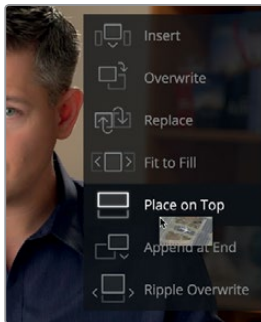 Insert
Overwrite
Replace
Fit to Fill
Place on Top
Append at End
Ripple Overwrite